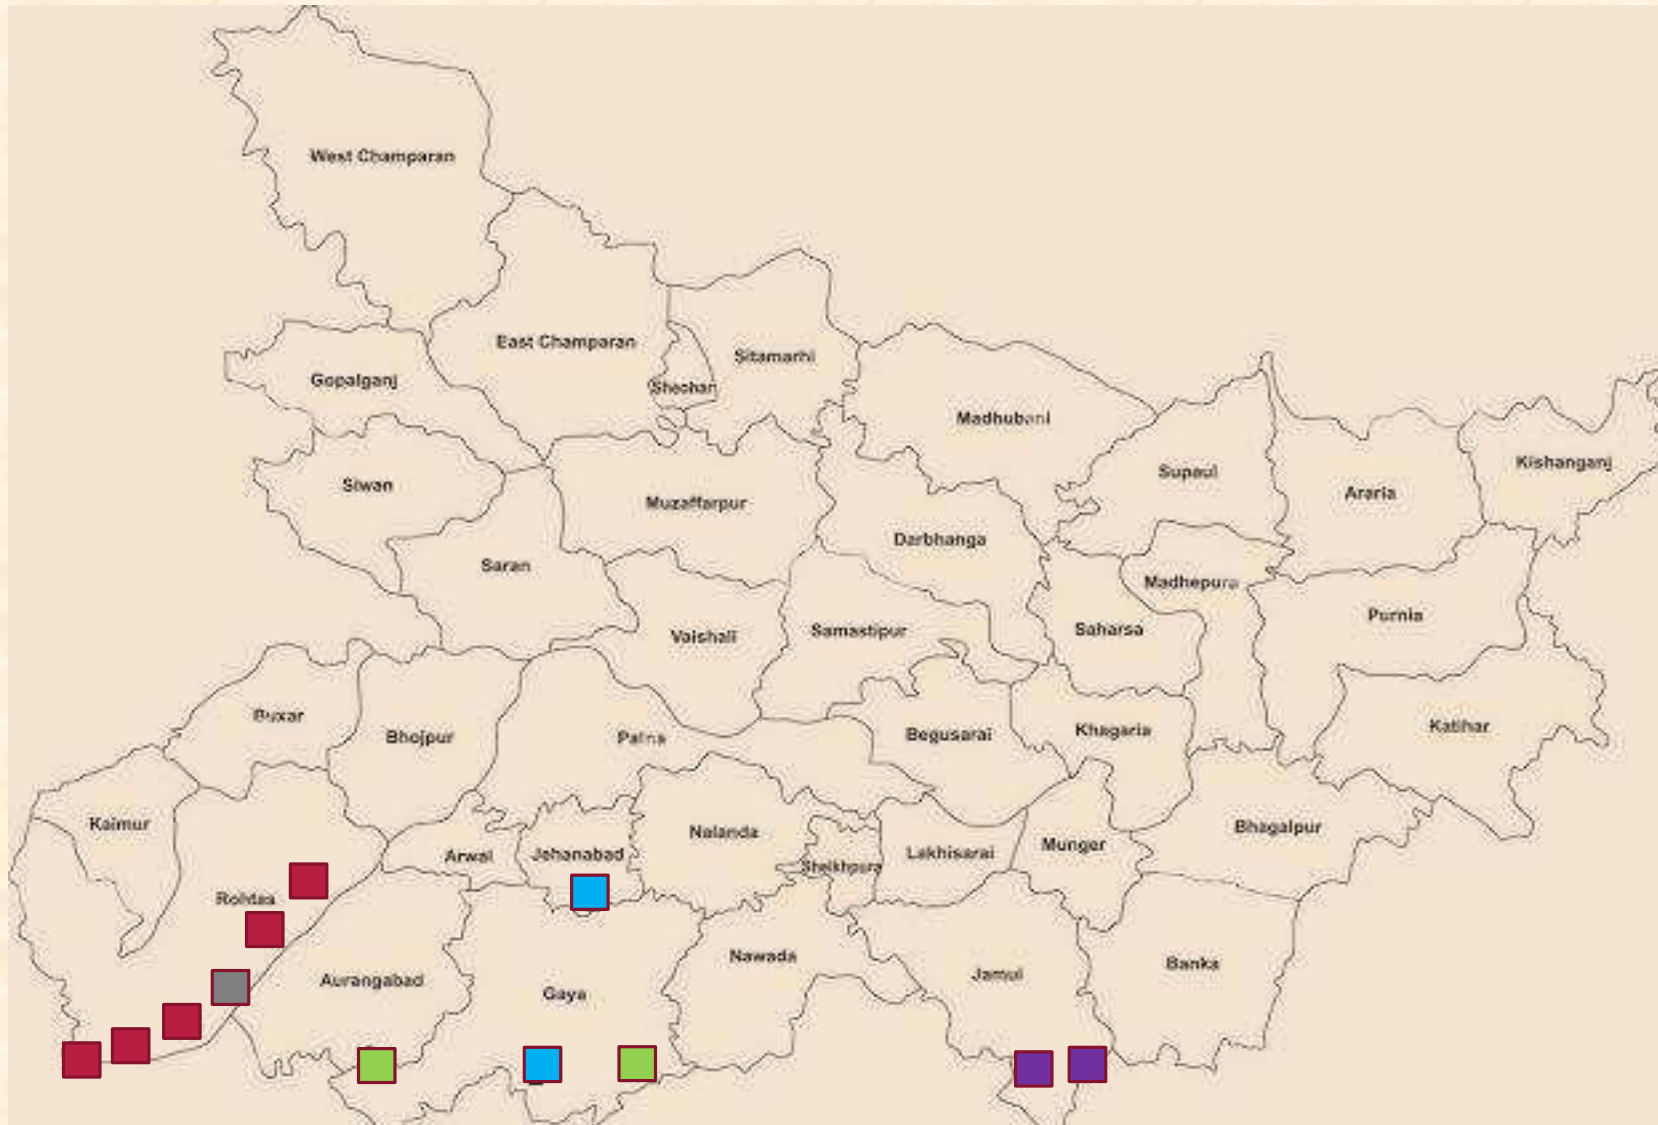 West Champaran
East Champaran
Sitamarhi
Gopalganj
Sheohar
Madhubani
Kishanganj
Supaul
Siwan
Araria
Muzaffarpur
Darbhanga
Saran
Madhepura
Purnia
Samastipur
Saharsa
Vaishali
Buxar
Katihar
Khagaria
Begusarai
Bhojpur
Patna
Kaimur
Bhagalpur
Nalanda
Munger
Lakhisarai
Jehanabad
Arwal
Sheikhpura
Rohtas
Nawada
Banka
Jamui
Aurangabad
Gaya